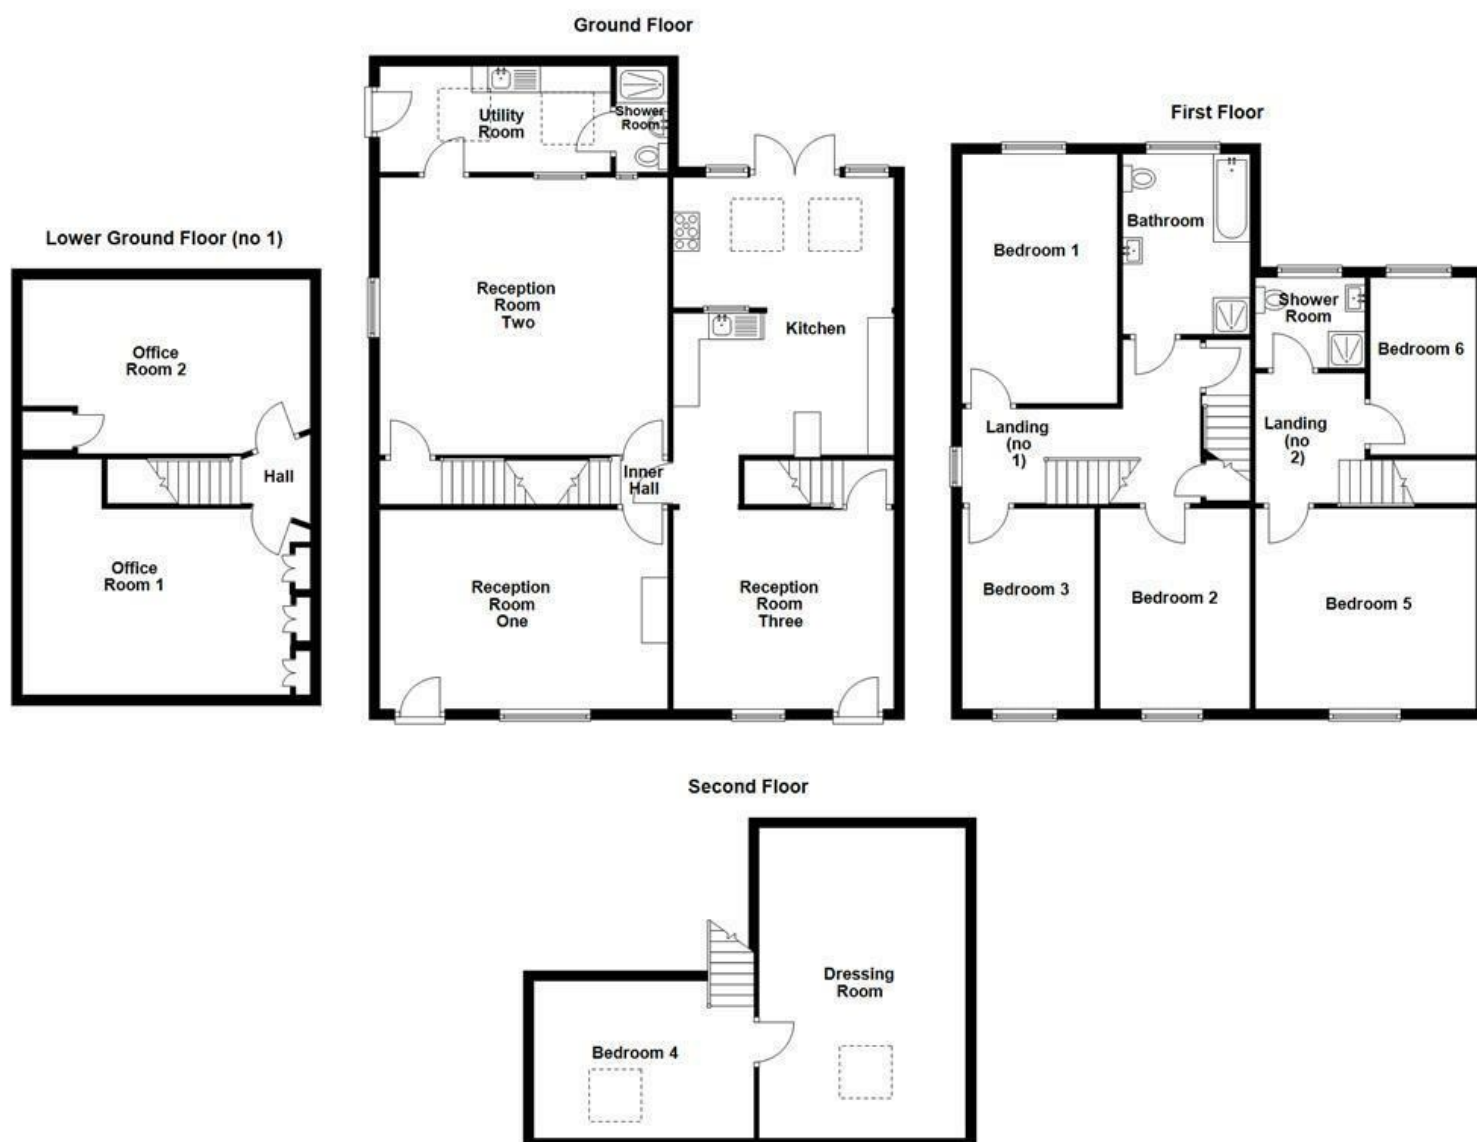 Ground Floor
Utility
Room
Shower
Room
Reception
Room
Two
Kitchen
Inner
Hall
Reception
Room
One
Reception
Room
Three
First Floor
Bedroom 1
Bathroom
Shower
Room
Bedroom 6
Landing
(no
1)
Landing
(no
2)
Bedroom 3
Bedroom 2
Bedroom 5
Lower Ground Floor (no 1)
Office
Room 2
Hall
Office
Room 1
Second Floor
Dressing
Room
Bedroom 4